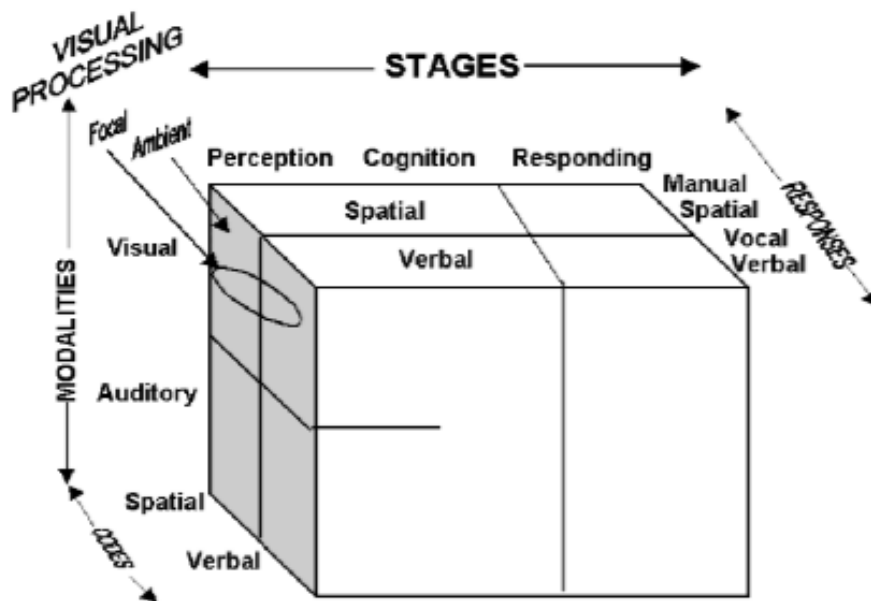 VISUAL
PROCESSING
STAGES
Focal
Ambient
Perception Cognition Responding
Manual
Spatial
Spatial
Vocal
Verbal
Visual
Verbal
RESPONSES
MODALITIES
Auditory
Spatial
Verbal
CODES